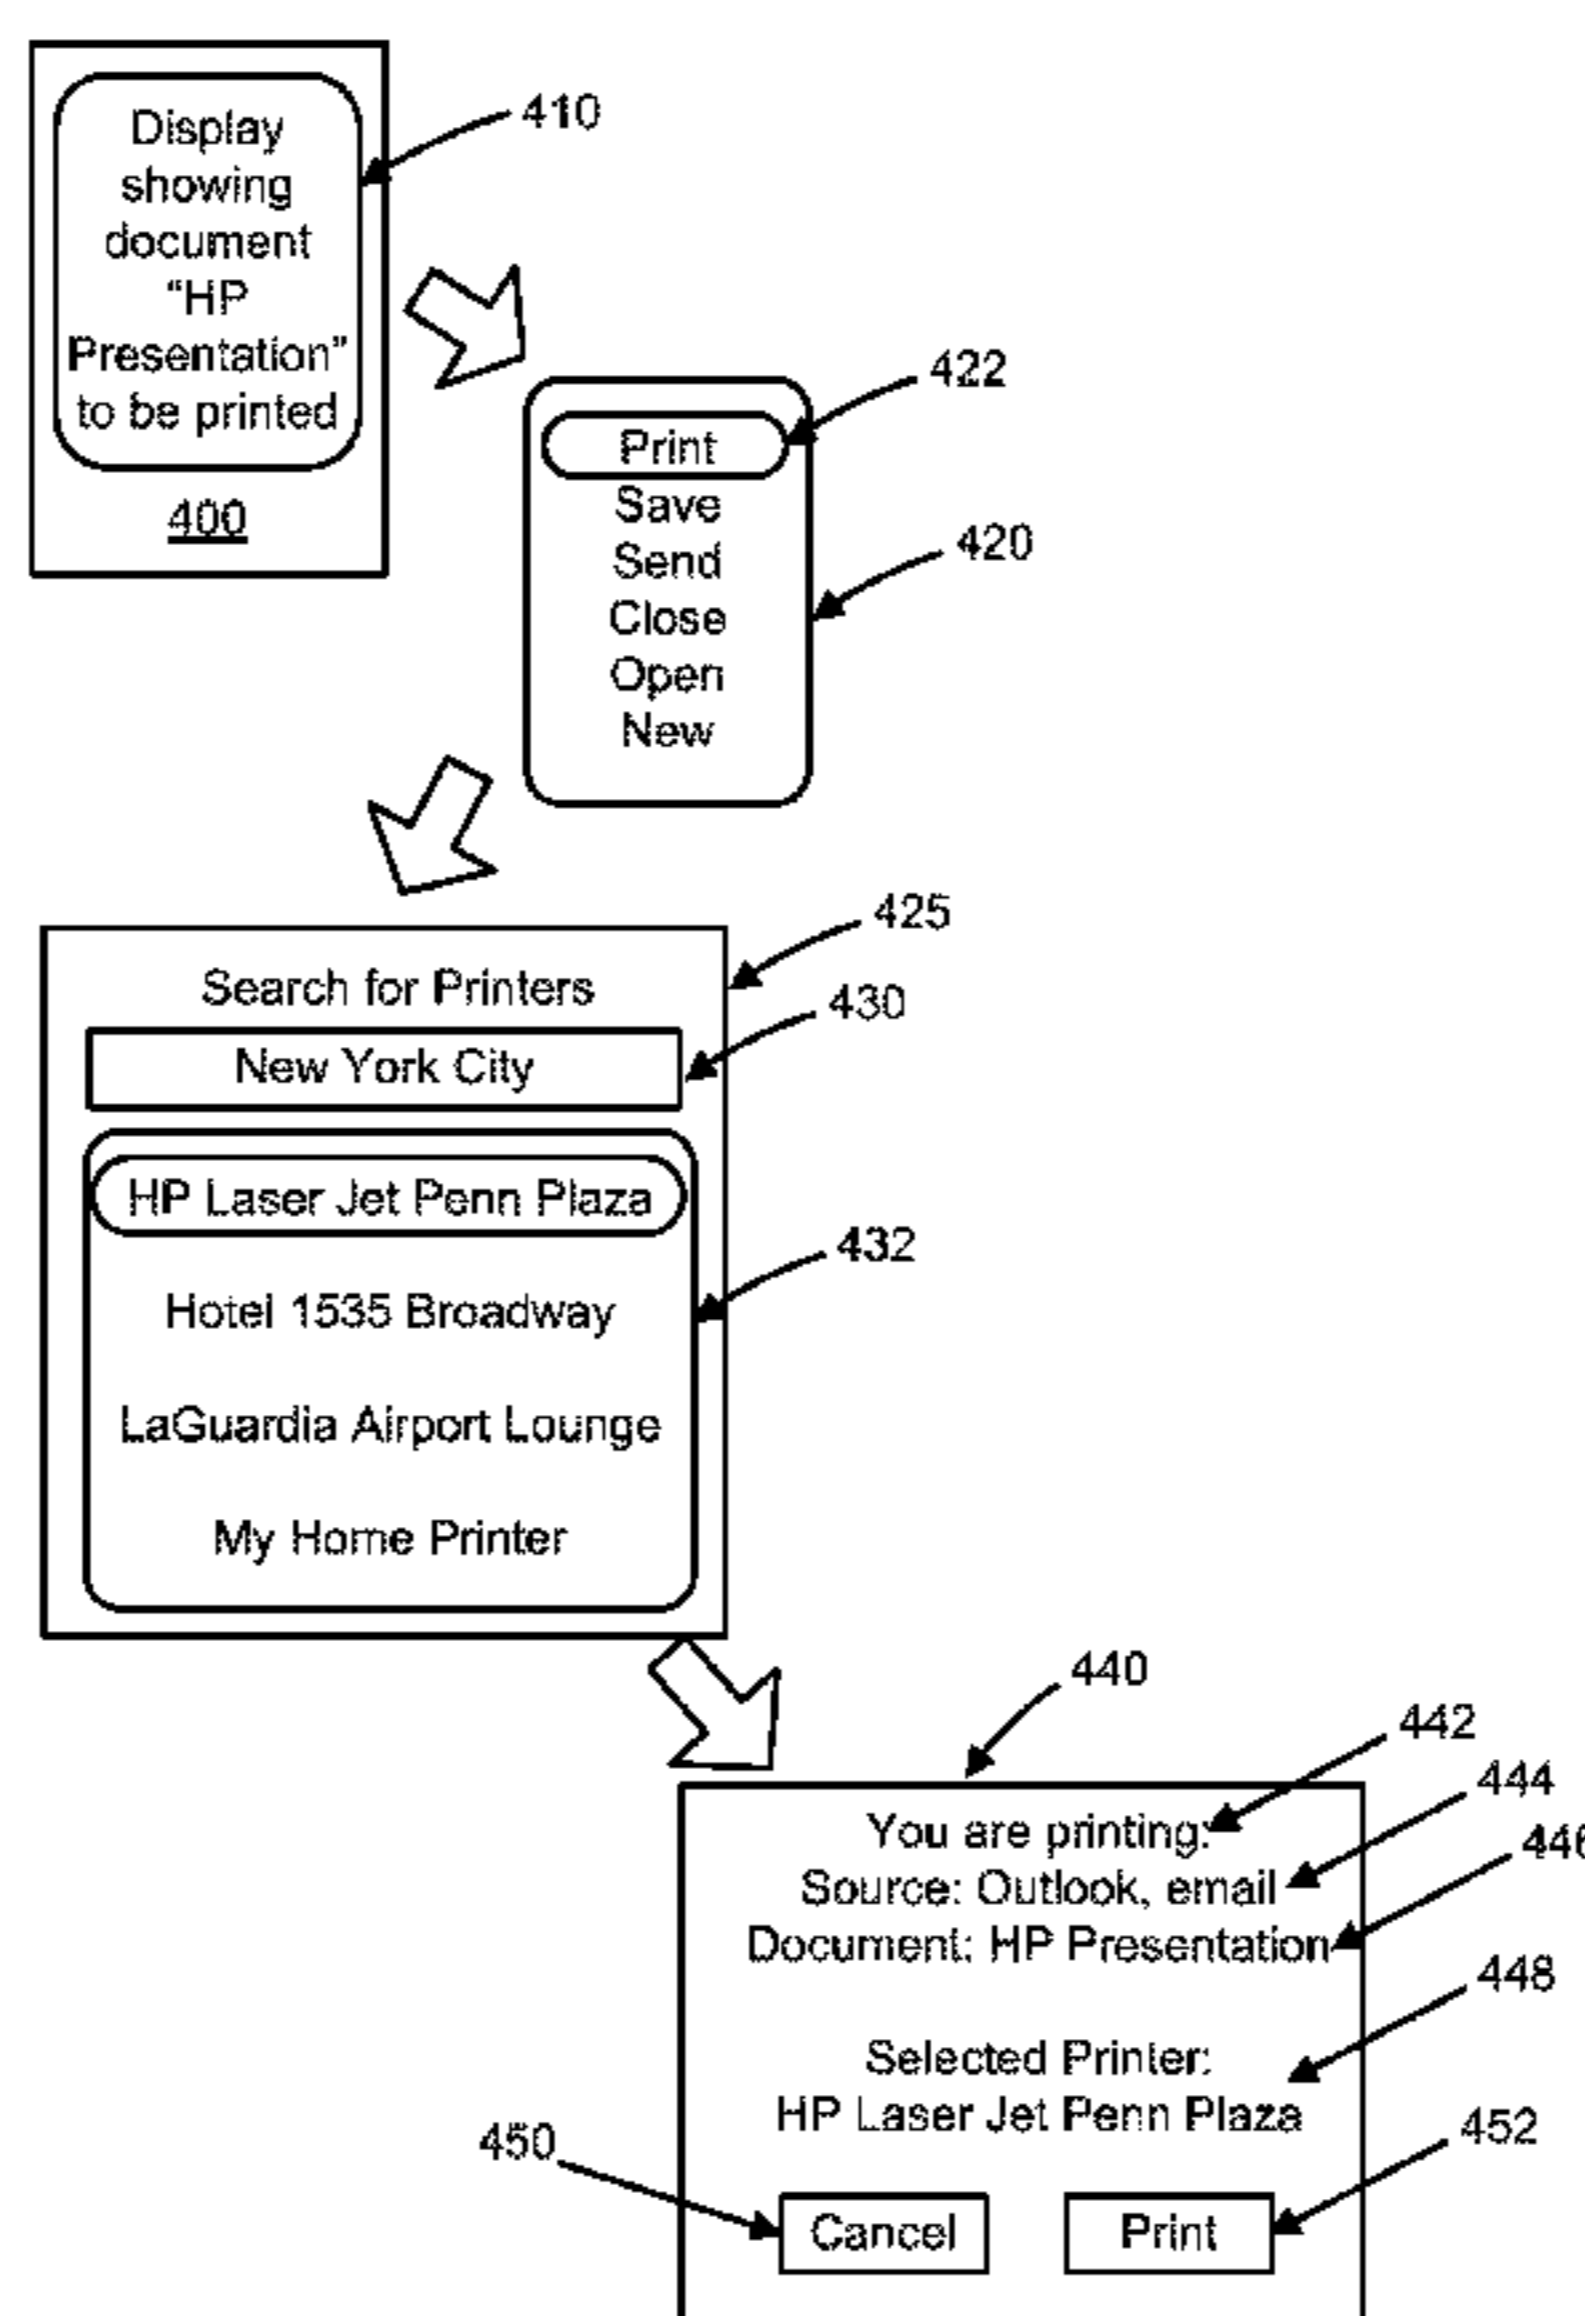 Display
showing
document
“HP
Presentation”
to be printed
400
410
422
Print
Save
Send
Close
Open
New
420
425
Search for Printers
430
New York City
HP Laser Jet Penn Plaza
432
Hotel 1535 Broadway
LaGuardia Airport Lounge
My Home Printer
440
442
444
446
You are printing:
Source: Outlook, email
Document: HP Presentation
448
Selected Printer:
HP Laser Jet Penn Plaza
450
452
Cancel
Print